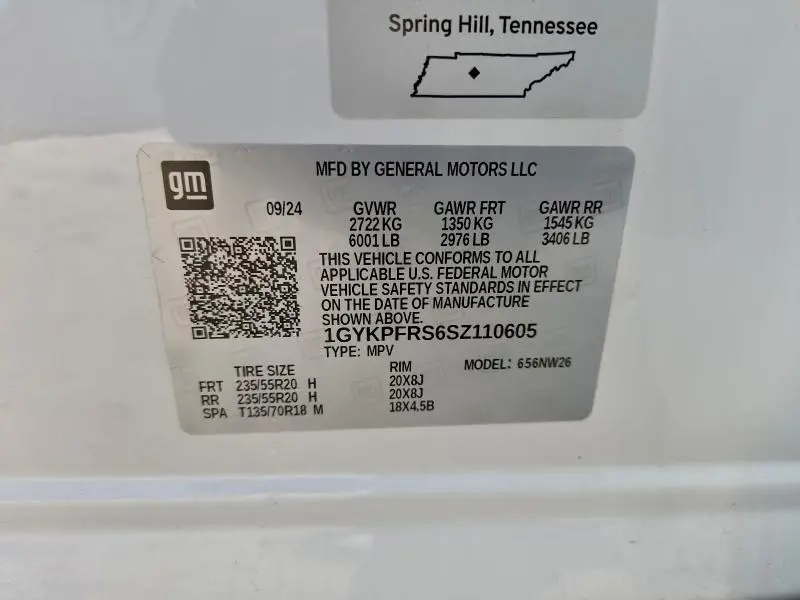 Spring Hill, Tennessee
gm
MFD BY GENERAL MOTORS LLC
09/24 GVWR GAWR FRT GAWR RR
2722 KG 1350 KG 1545 KG
6001 LB 2976 LB 3406 LB
THIS VEHICLE CONFORMS TO ALL
APPLICABLE U.S. FEDERAL MOTOR
VEHICLE SAFETY STANDARDS IN EFFECT
ON THE DATE OF MANUFACTURE
SHOWN ABOVE.
1GYKPFRS6SZ110605
TYPE: MPV
TIRE SIZE RIM MODEL: 656NW26
FRT 235/55R20 H 20X8J
RR 235/55R20 H 20X8J
SPA T135/70R18 M 18X4.5B